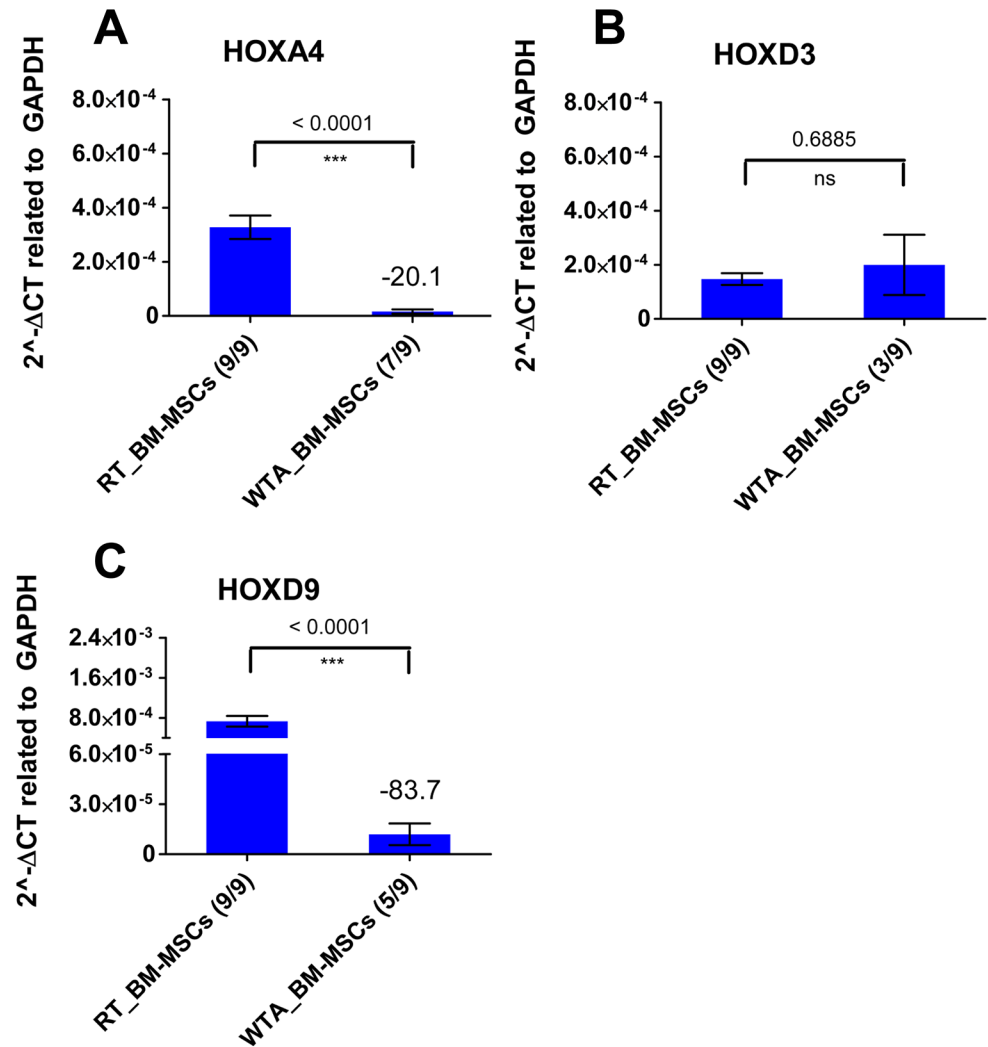 A
HOXA4
2^-ΔCT related to GAPDH
8.0×10-4
6.0×10-4
4.0×10-4
2.0×10-4
0
< 0.0001
***
-20.1
RT_BM-MSCs (9/9)
WTA_BM-MSCs (7/9)
B
HOXD3
2^-ΔCT related to GAPDH
8.0×10-4
6.0×10-4
4.0×10-4
2.0×10-4
0
0.6885
ns
RT_BM-MSCs (9/9)
WTA_BM-MSCs (3/9)
C
HOXD9
2^-ΔCT related to GAPDH
2.4×10-3
1.6×10-3
8.0×10-4
6.0×10-5
3.0×10-5
0
< 0.0001
***
-83.7
RT_BM-MSCs (9/9)
WTA_BM-MSCs (5/9)